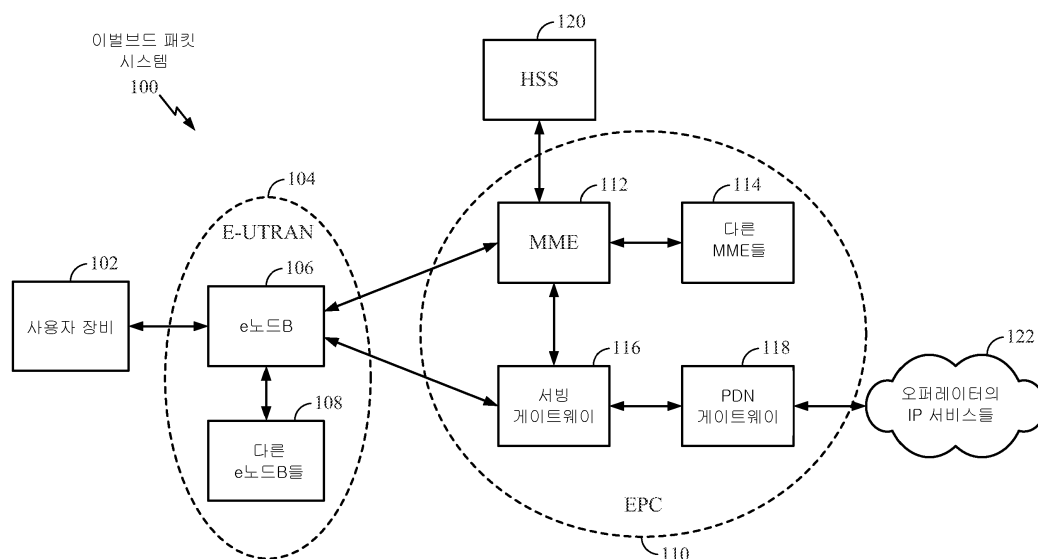 이벌브드 패킷
시스템
100
120
HSS
104
E-UTRAN
112
MME
114
다른
MME들
102
사용자 장비
106
e노드B
108
다른
e노드B들
116
서빙
게이트웨이
118
PDN
게이트웨이
122
오퍼레이터의
IP 서비스들
EPC
110